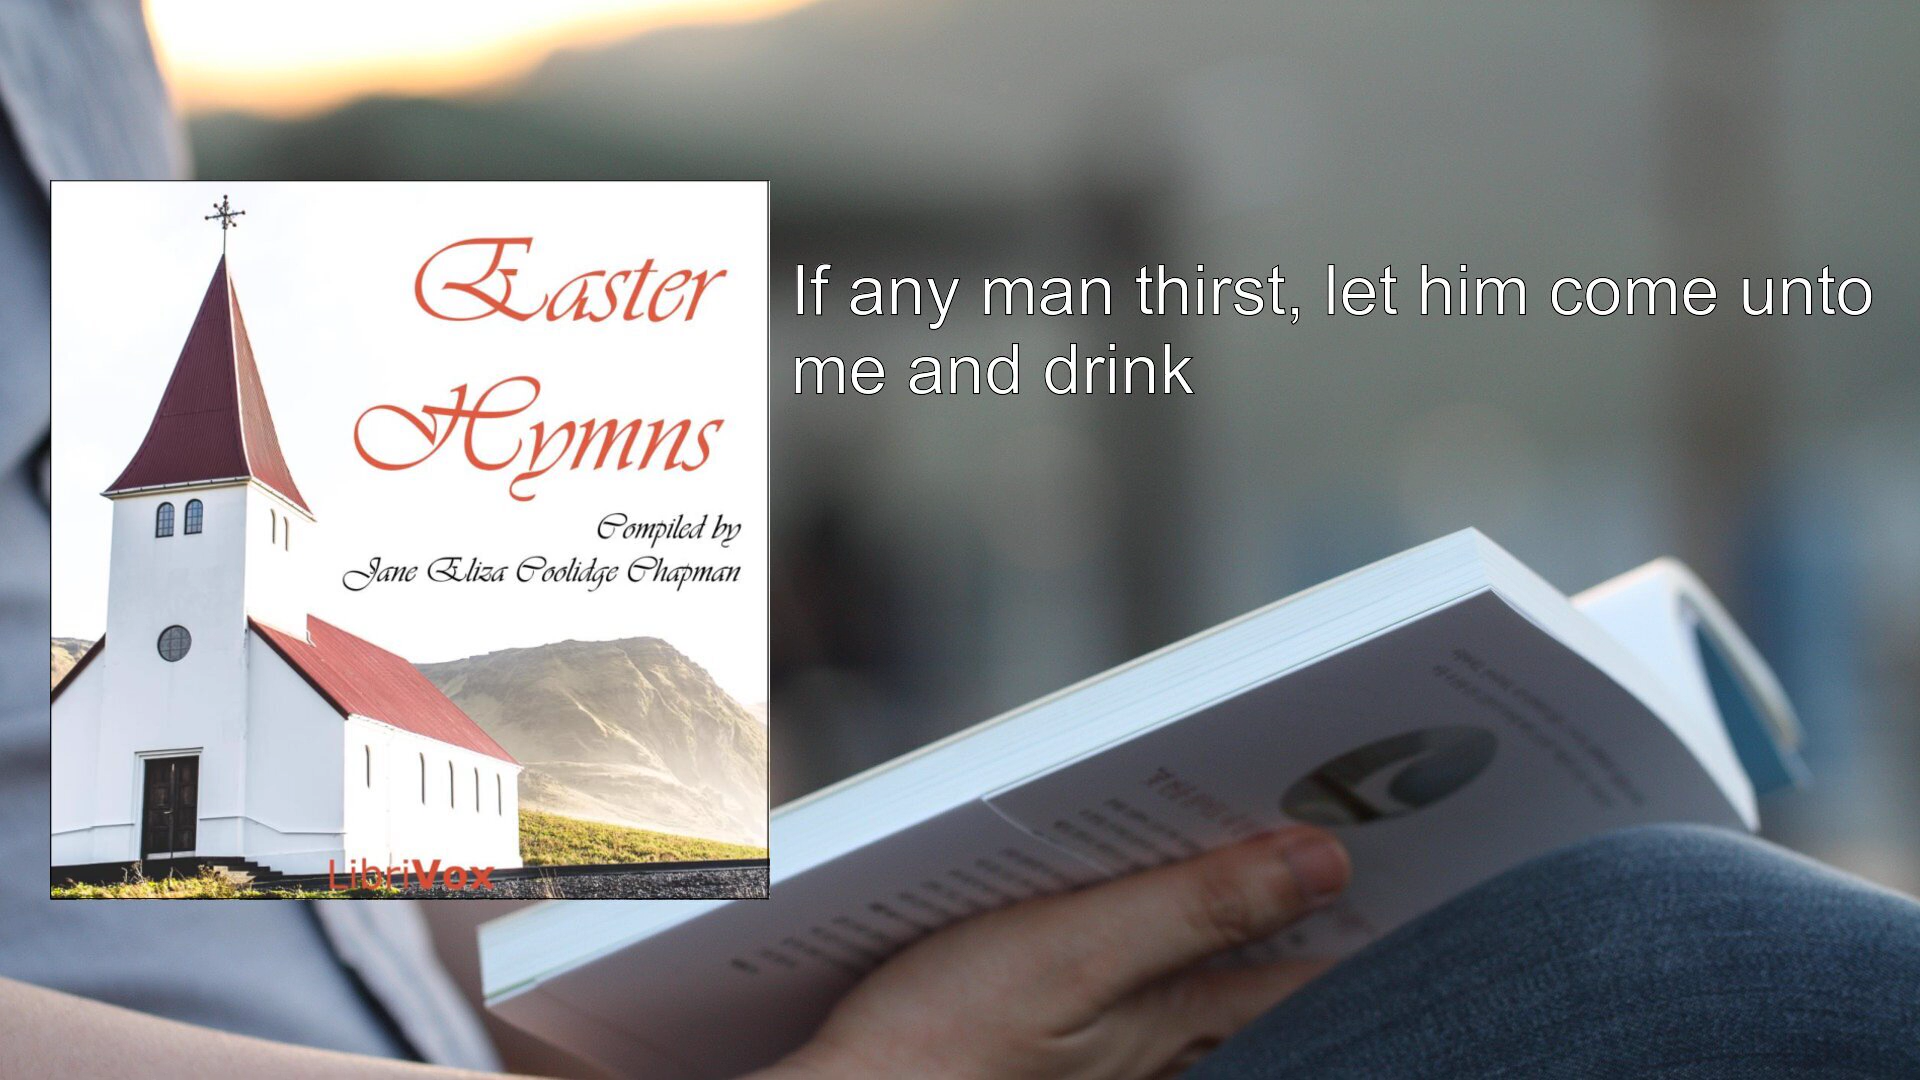 Easter
Hymns
Compiled by
Jane Eliza Coolidge Chapman
LibriVox
If any man thirst, let him come unto
me and drink